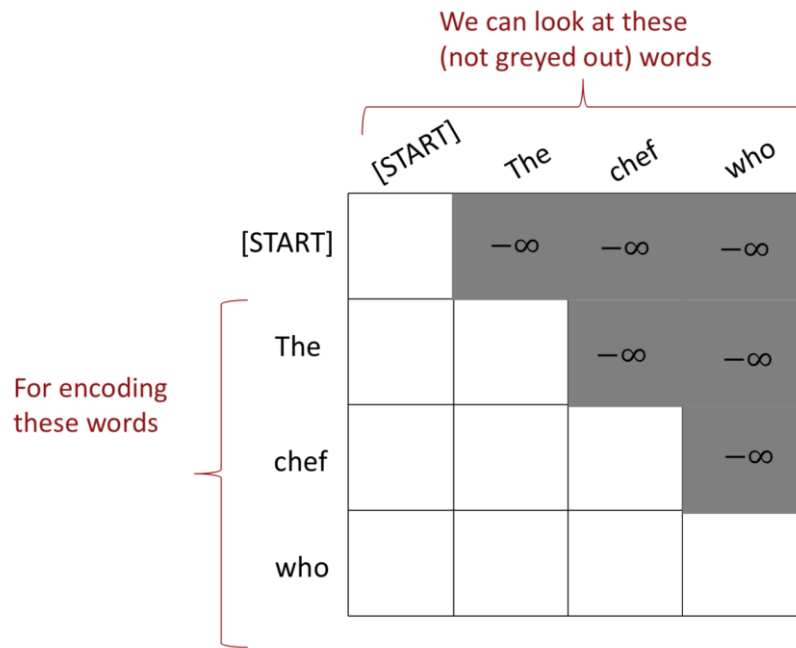 We can look at these
(not greyed out) words
[START] The chef who
[START] −∞ −∞ −∞
The −∞ −∞
For encoding
these words
chef −∞
who